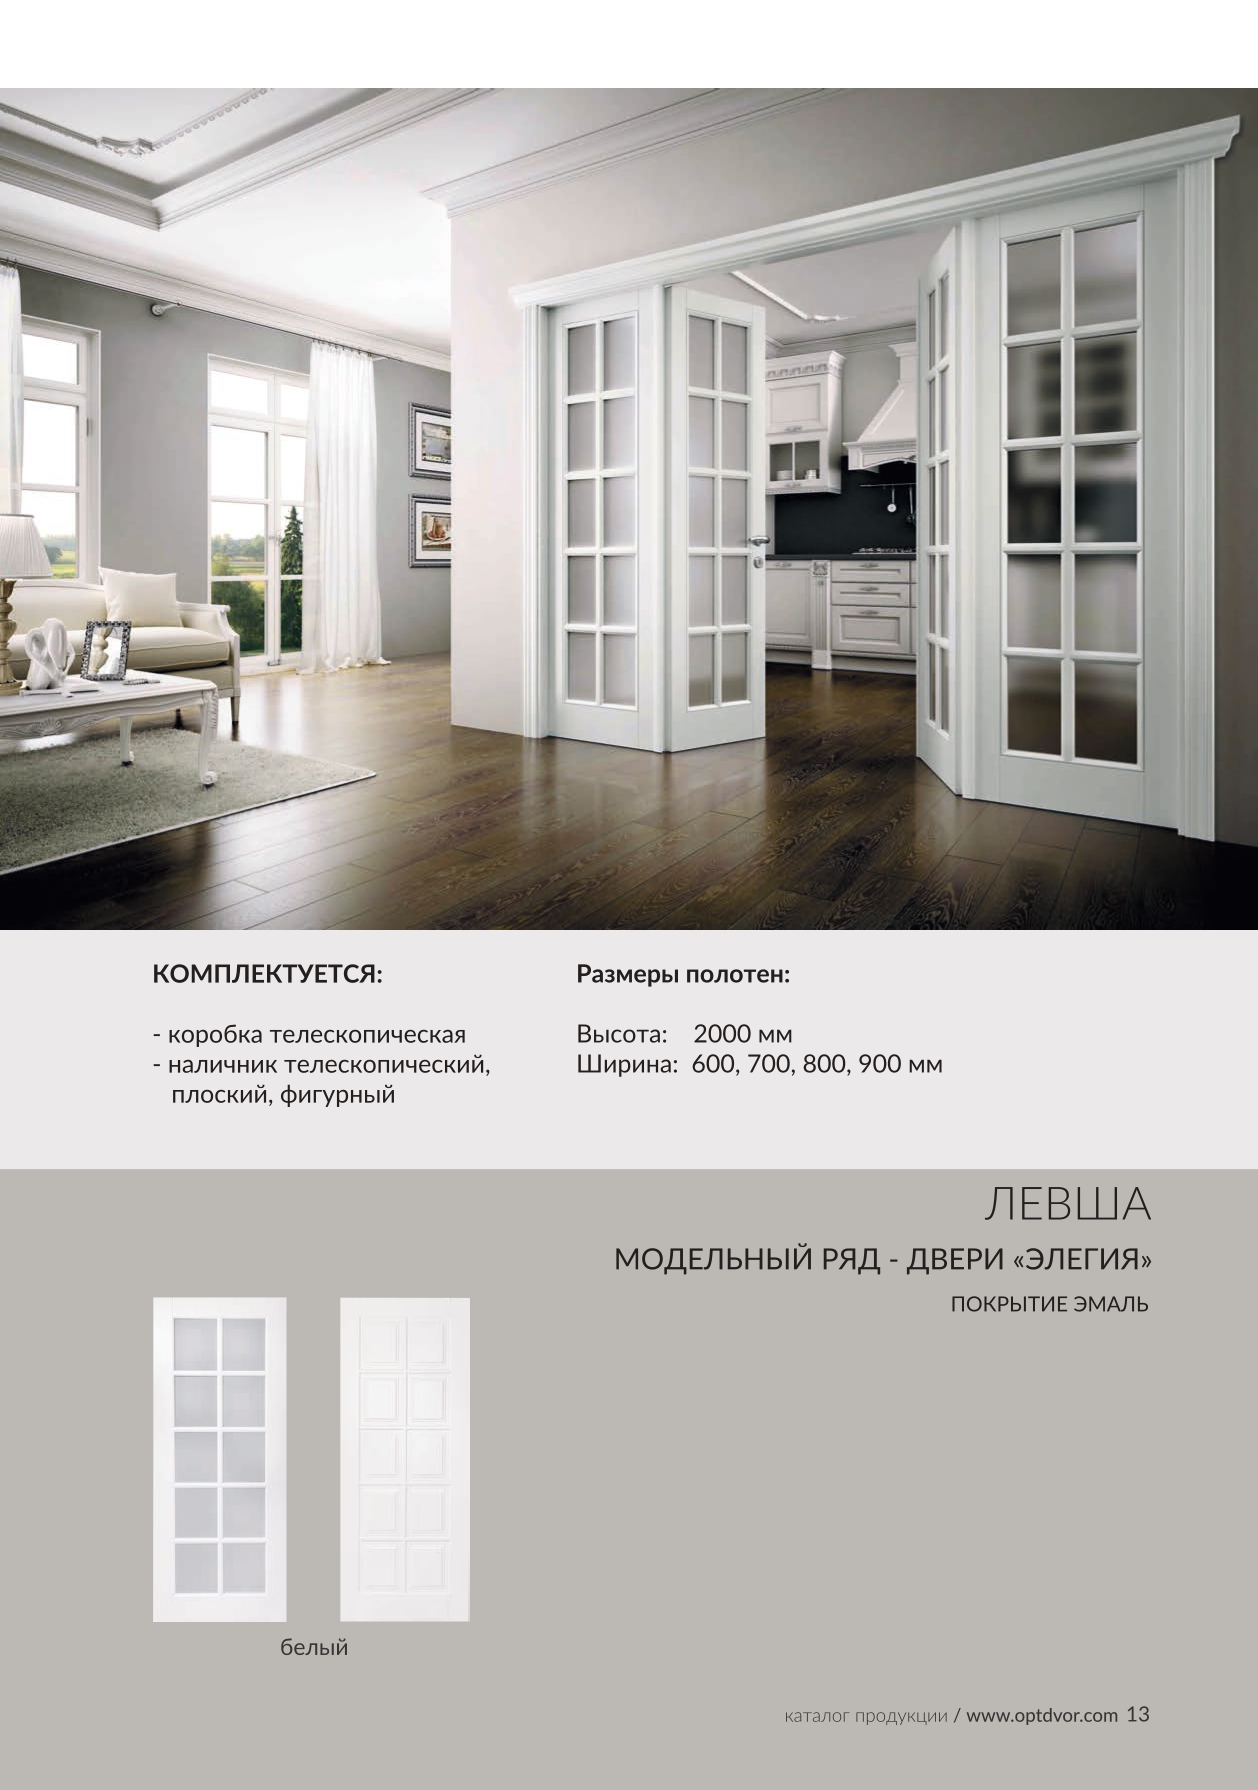 КОМПЛЕКТУЕТСЯ:
- коробка телескопическая
- наличник телескопический,
плоский, фигурный
Размеры полотен:
Высота: 2000 мм
Ширина: 600, 700, 800, 900 мм
ЛЕВША
МОДЕЛЬНЫЙ РЯД - ДВЕРИ «ЭЛЕГИЯ»
ПОКРЫТИЕ ЭМАЛЬ
белый
каталог продукции / www.optdvor.com 13